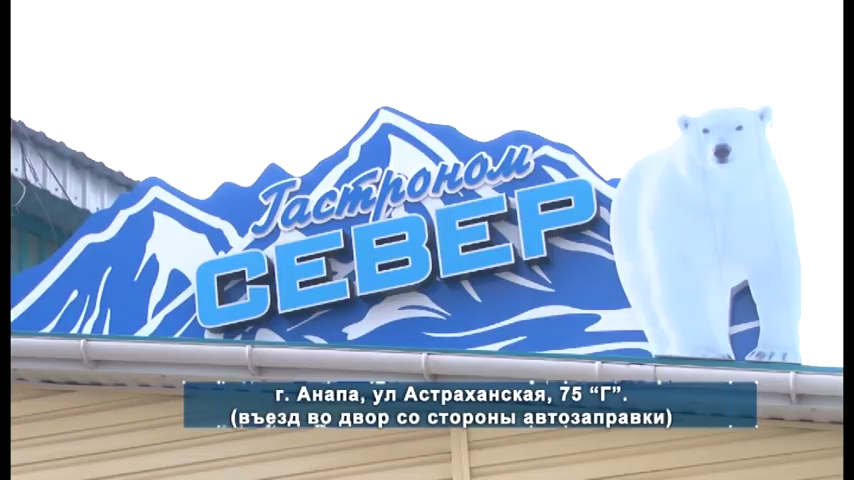 Гастроном
СЕВЕР
г. Анапа, ул Астраханская, 75 “Г”.
(въезд во двор со стороны автозаправки)